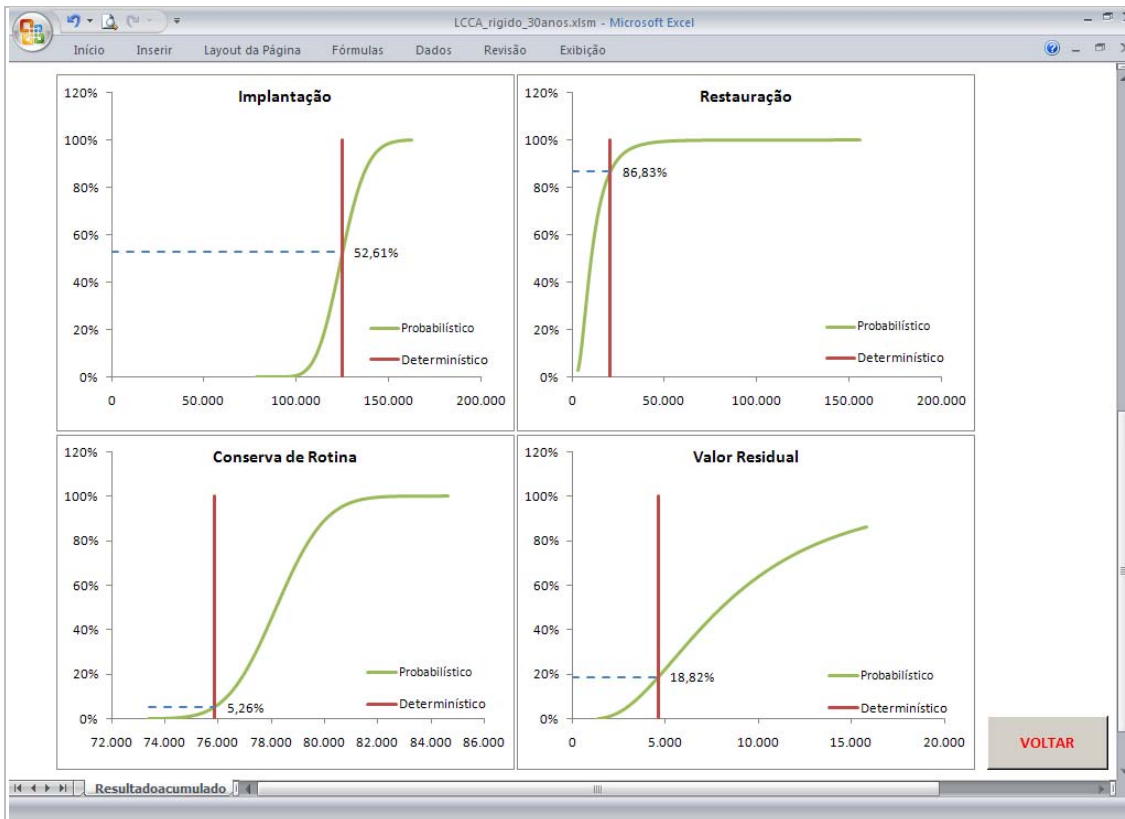 LCCA_rigido_30anos.xlsm - Microsoft Excel
Início Inserir Layout da Página Fórmulas Dados Revisão Exibição
Implantação
120%
100%
80%
60%
40%
20%
0%
52,61%
Probabilístico
Determinístico
0 50.000 100.000 150.000 200.000
Restauração
120%
100%
80%
60%
40%
20%
0%
86,83%
Probabilístico
Determinístico
0 50.000 100.000 150.000 200.000
Conserva de Rotina
120%
100%
80%
60%
40%
20%
0%
5,26%
Probabilístico
Determinístico
72.000 74.000 76.000 78.000 80.000 82.000 84.000 86.000
Valor Residual
120%
100%
80%
60%
40%
20%
0%
18,82%
Probabilístico
Determinístico
0 5.000 10.000 15.000 20.000
VOLTAR
Resultadoacumulado